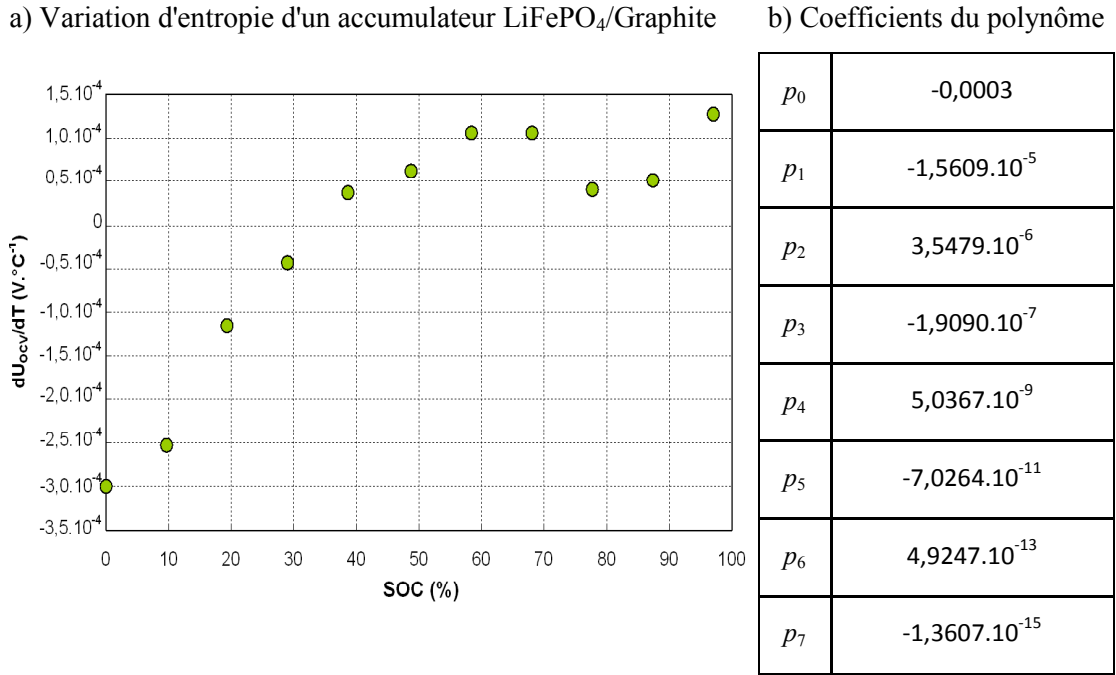 a) Variation d'entropie d'un accumulateur LiFePO₄/Graphite
b) Coefficients du polynôme
1,5.10⁻⁴
1,0.10⁻⁴
0,5.10⁻⁴
0
-0,5.10⁻⁴
-1,0.10⁻⁴
-1,5.10⁻⁴
-2,0.10⁻⁴
-2,5.10⁻⁴
-3,0.10⁻⁴
-3,5.10⁻⁴
dUocv/dT (V.°C⁻¹)
0 10 20 30 40 50 60 70 80 90 100
SOC (%)
p₀ -0,0003
p₁ -1,5609.10⁻⁵
p₂ 3,5479.10⁻⁶
p₃ -1,9090.10⁻⁷
p₄ 5,0367.10⁻⁹
p₅ -7,0264.10⁻¹¹
p₆ 4,9247.10⁻¹³
p₇ -1,3607.10⁻¹⁵